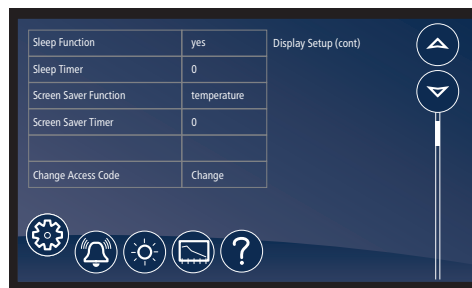 Sleep Function yes Display Setup (cont)
Sleep Timer 0
Screen Saver Function temperature
Screen Saver Timer 0
Change Access Code Change
?